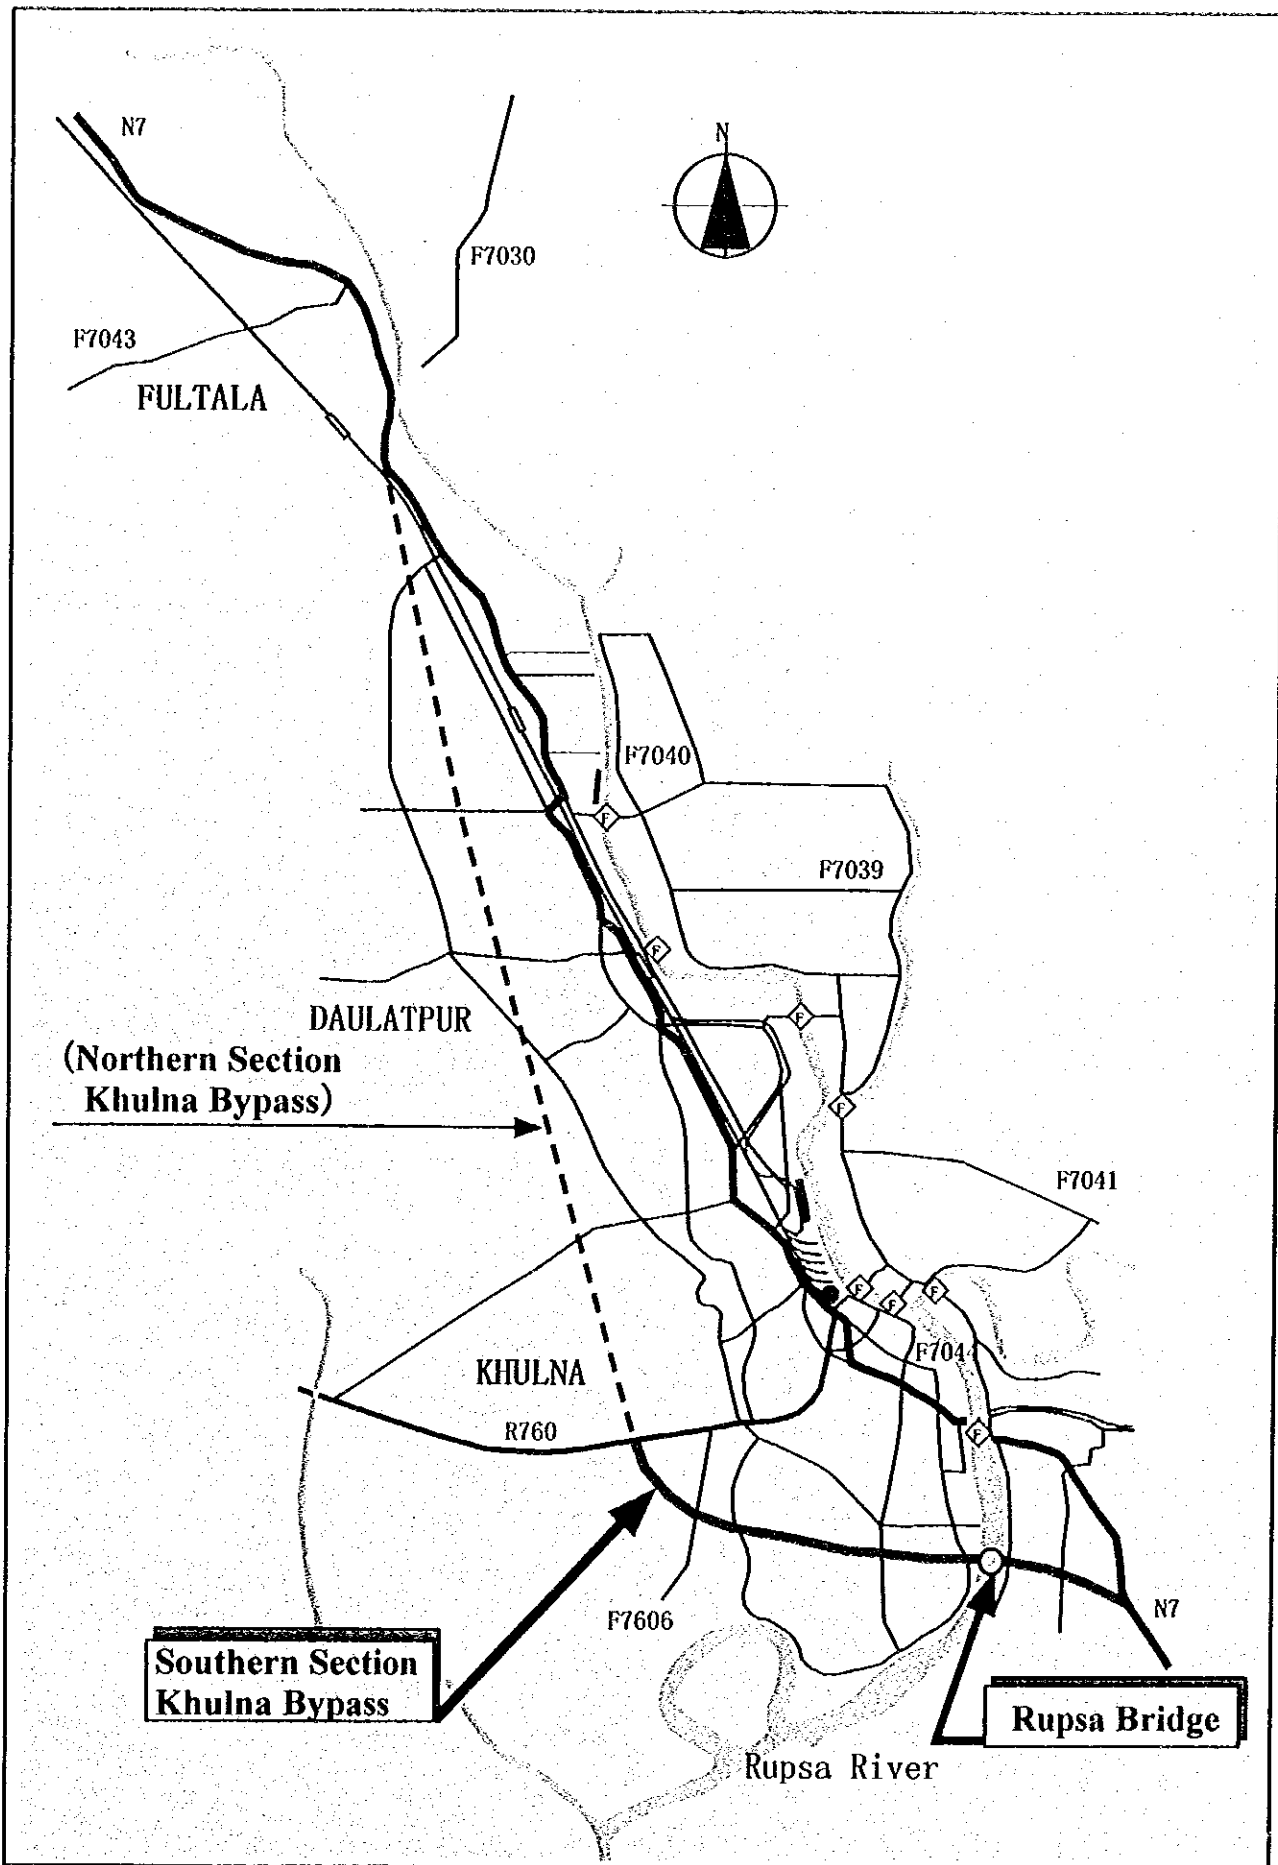 N7
N
F7030
F7043
FULTALA
F7040
F
F7039
F
DAULATPUR
F
(Northern Section
Khulna Bypass)
F
F7041
F
F
F
F7044
KHULNA
R760
F
F7606
N7
Southern Section
Khulna Bypass
Rupsa Bridge
Rupsa River